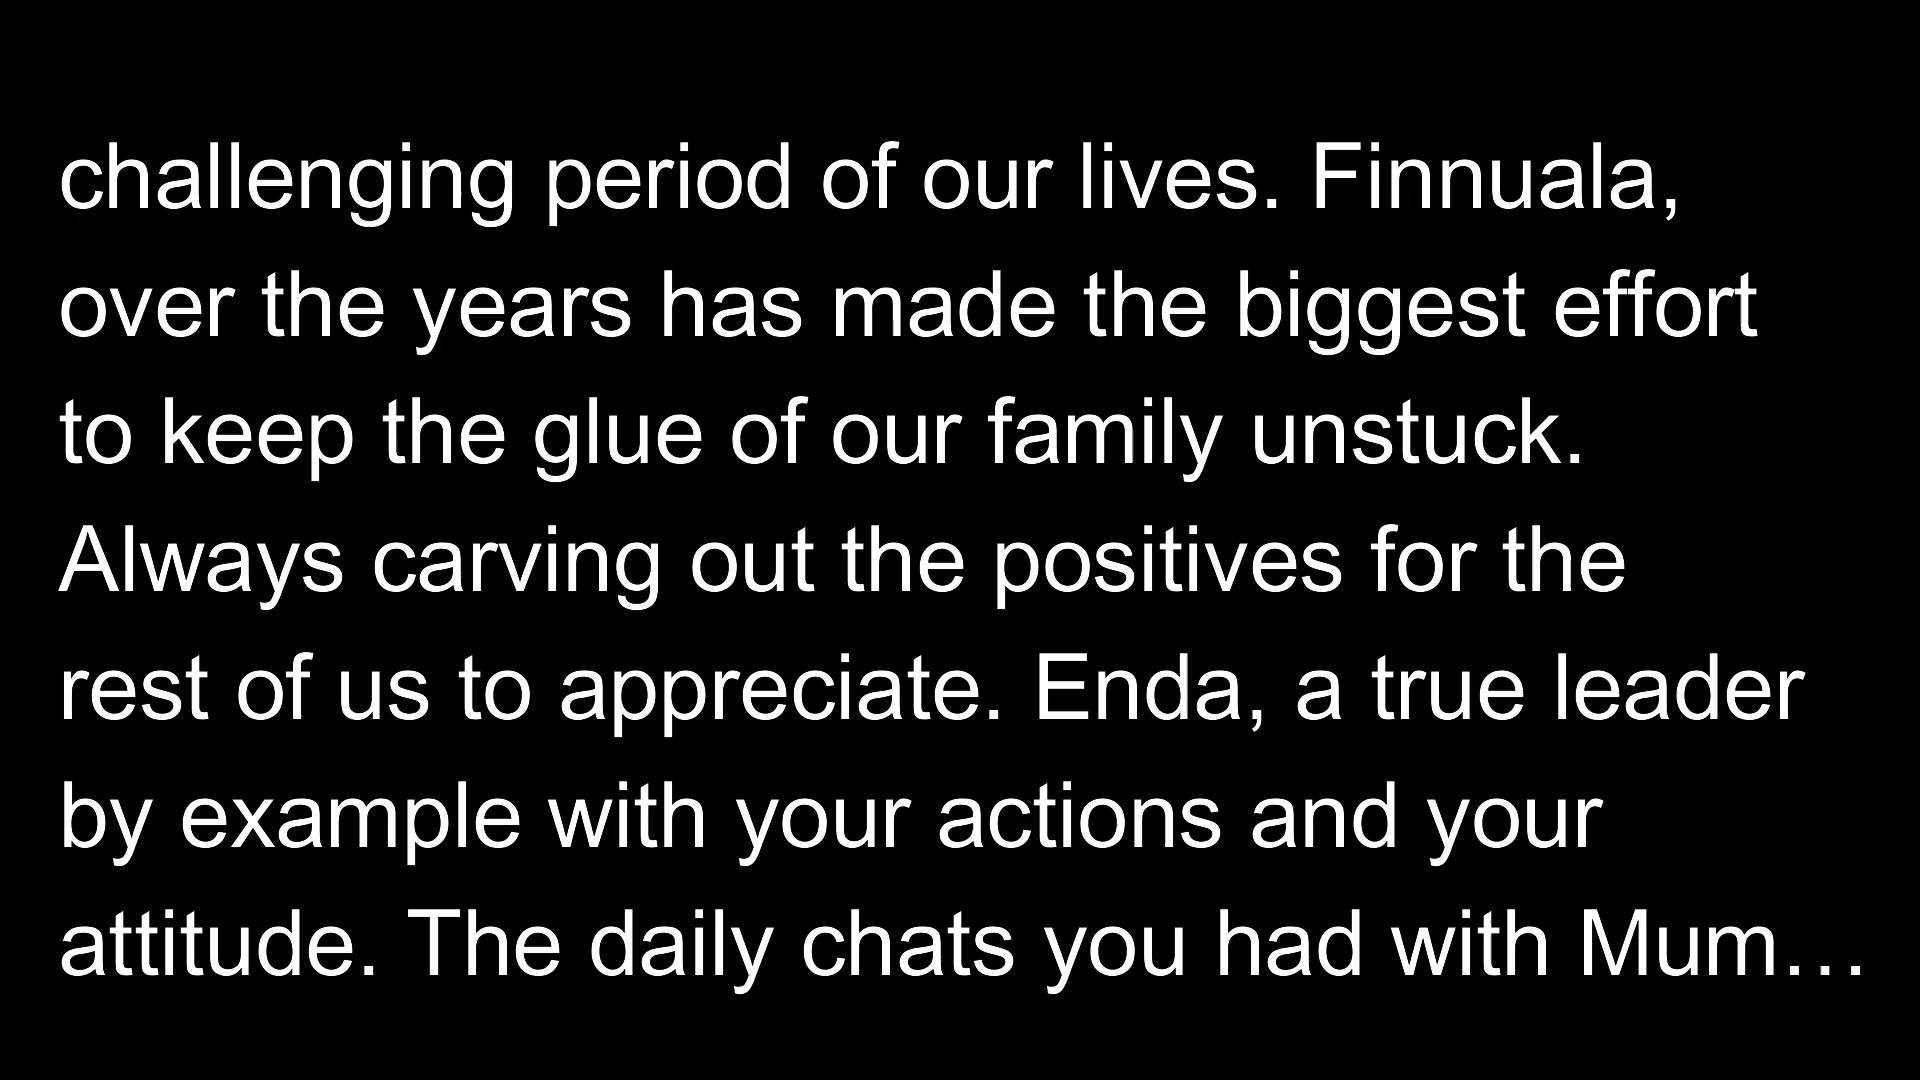 challenging period of our lives. Finnuala,
over the years has made the biggest effort
to keep the glue of our family unstuck.
Always carving out the positives for the
rest of us to appreciate. Enda, a true leader
by example with your actions and your
attitude. The daily chats you had with Mum…